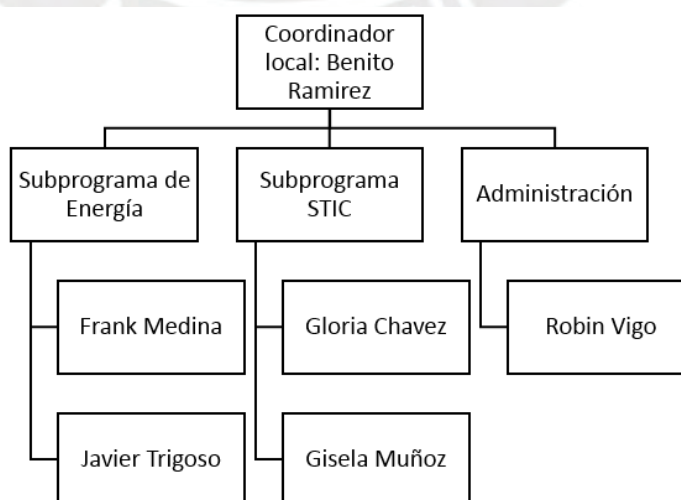 Coordinador
local: Benito
Ramirez
Subprograma de
Energía
Subprograma
STIC
Administración
Frank Medina
Gloria Chavez
Robin Vigo
Javier Trigoso
Gisela Muñoz